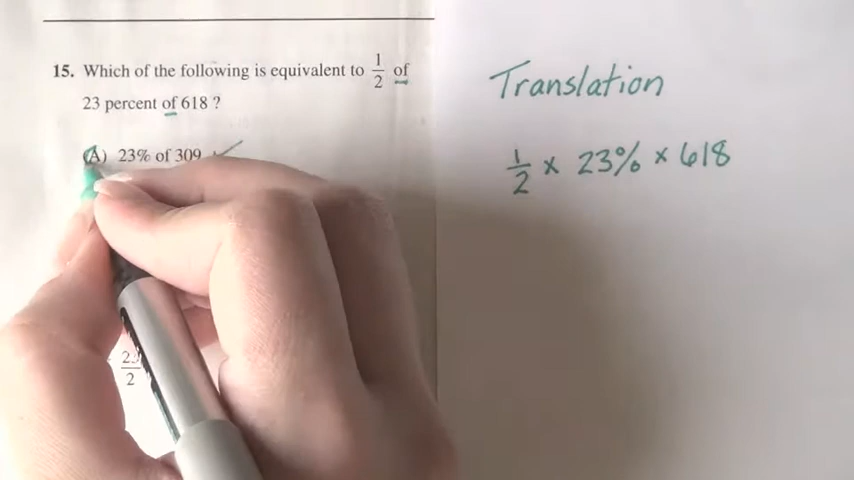 15. Which of the following is equivalent to 1/2 of
23 percent of 618 ?
(A) 23% of 309
2
Translation
1/2 x 23% x 618